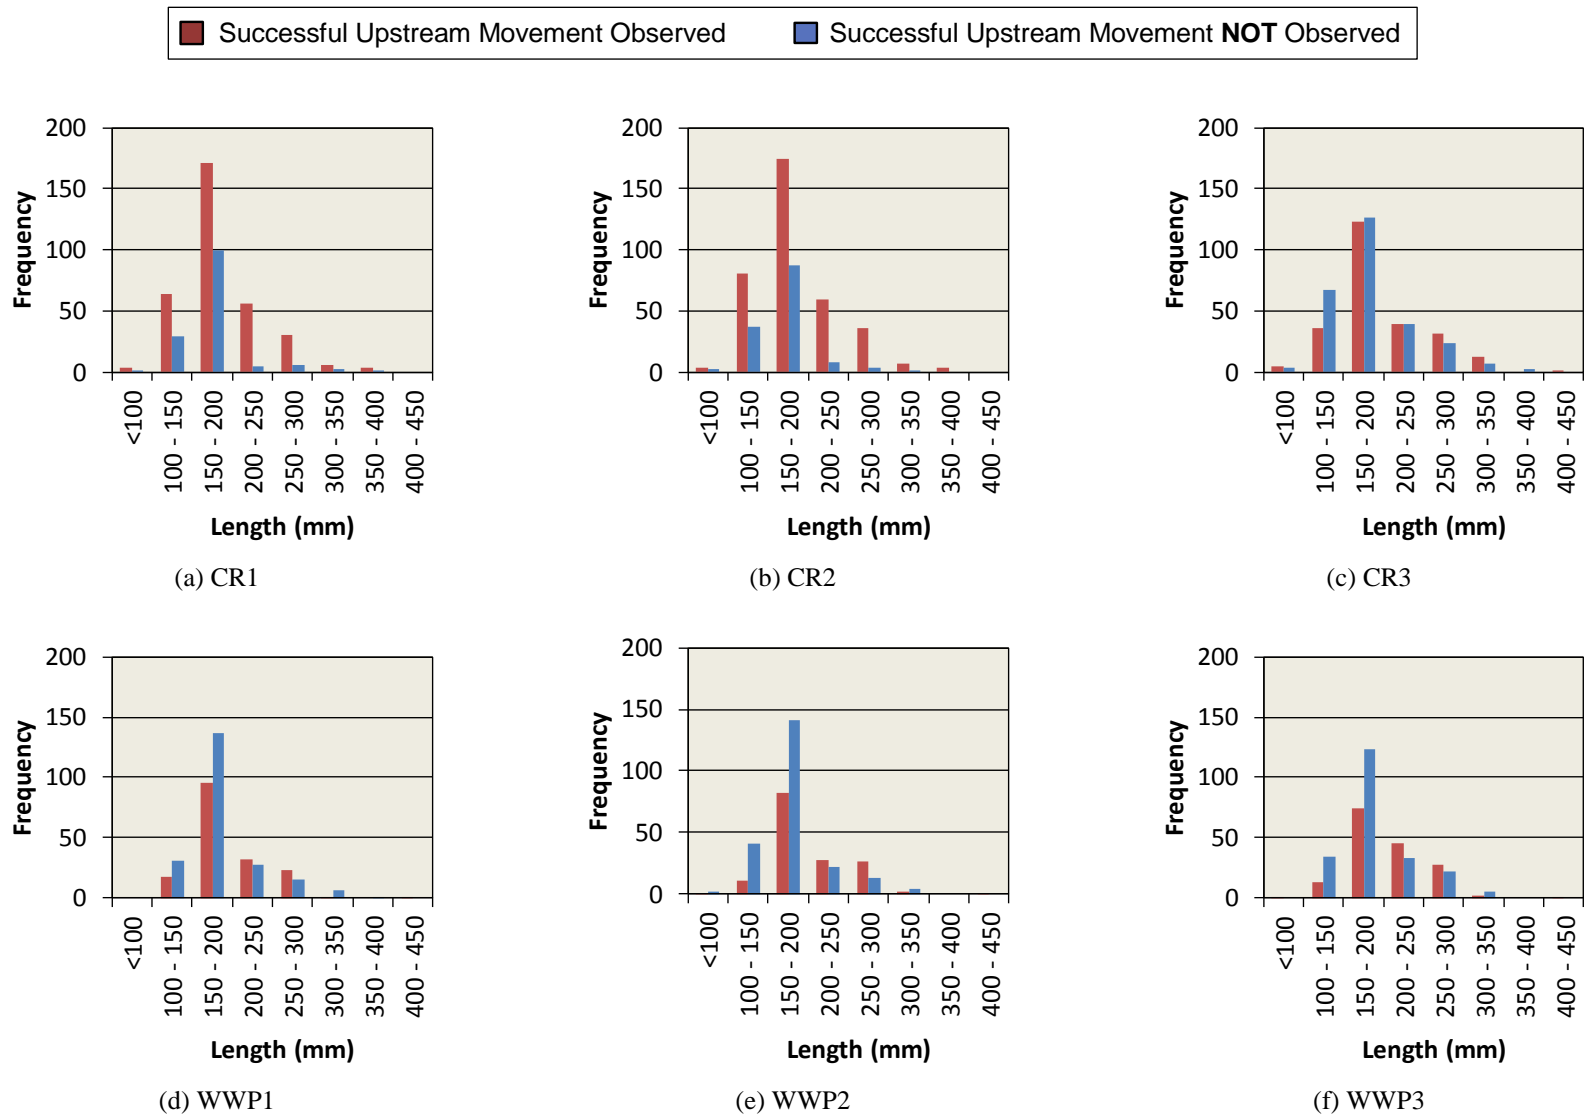 Successful Upstream Movement Observed
Successful Upstream Movement NOT Observed
200
150
100
50
0
Frequency
<100
100 - 150
150 - 200
200 - 250
250 - 300
300 - 350
350 - 400
400 - 450
Length (mm)
(a) CR1
200
150
100
50
0
Frequency
<100
100 - 150
150 - 200
200 - 250
250 - 300
300 - 350
350 - 400
400 - 450
Length (mm)
(b) CR2
200
150
100
50
0
Frequency
<100
100 - 150
150 - 200
200 - 250
250 - 300
300 - 350
350 - 400
400 - 450
Length (mm)
(c) CR3
200
150
100
50
0
Frequency
<100
100 - 150
150 - 200
200 - 250
250 - 300
300 - 350
350 - 400
400 - 450
Length (mm)
(d) WWP1
200
150
100
50
0
Frequency
<100
100 - 150
150 - 200
200 - 250
250 - 300
300 - 350
350 - 400
400 - 450
Length (mm)
(e) WWP2
200
150
100
50
0
Frequency
<100
100 - 150
150 - 200
200 - 250
250 - 300
300 - 350
350 - 400
400 - 450
Length (mm)
(f) WWP3